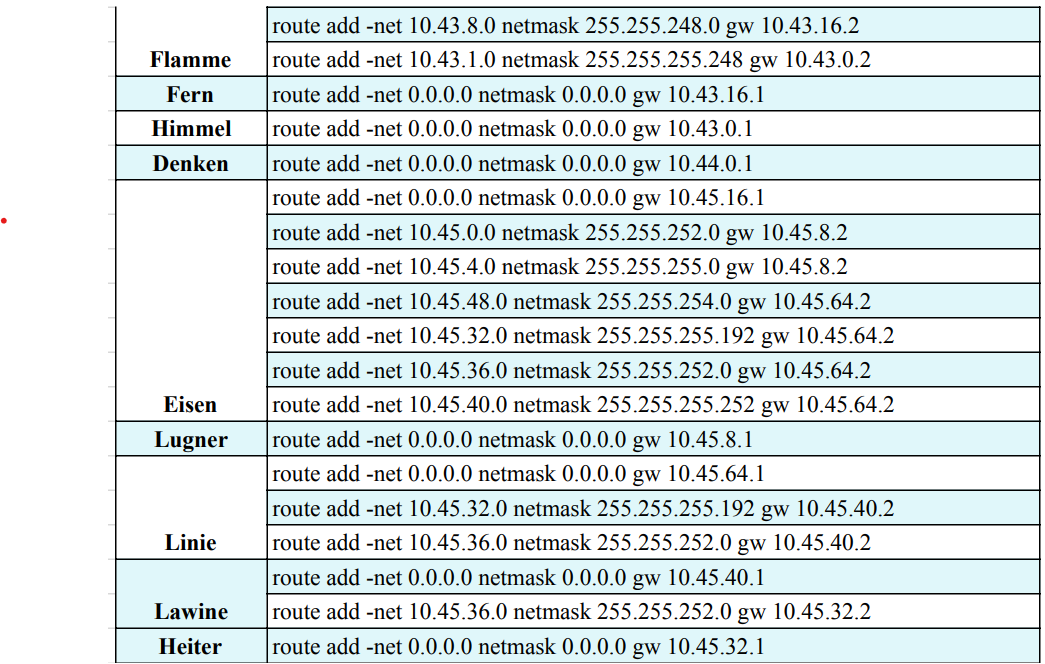 route add -net 10.43.8.0 netmask 255.255.248.0 gw 10.43.16.2
Flamme route add -net 10.43.1.0 netmask 255.255.255.248 gw 10.43.0.2
Fern route add -net 0.0.0.0 netmask 0.0.0.0 gw 10.43.16.1
Himmel route add -net 0.0.0.0 netmask 0.0.0.0 gw 10.43.0.1
Denken route add -net 0.0.0.0 netmask 0.0.0.0 gw 10.44.0.1
route add -net 0.0.0.0 netmask 0.0.0.0 gw 10.45.16.1
route add -net 10.45.0.0 netmask 255.255.252.0 gw 10.45.8.2
route add -net 10.45.4.0 netmask 255.255.255.0 gw 10.45.8.2
route add -net 10.45.48.0 netmask 255.255.254.0 gw 10.45.64.2
route add -net 10.45.32.0 netmask 255.255.255.192 gw 10.45.64.2
route add -net 10.45.36.0 netmask 255.255.252.0 gw 10.45.64.2
Eisen route add -net 10.45.40.0 netmask 255.255.255.252 gw 10.45.64.2
Lugner route add -net 0.0.0.0 netmask 0.0.0.0 gw 10.45.8.1
route add -net 0.0.0.0 netmask 0.0.0.0 gw 10.45.64.1
route add -net 10.45.32.0 netmask 255.255.255.192 gw 10.45.40.2
Linie route add -net 10.45.36.0 netmask 255.255.252.0 gw 10.45.40.2
route add -net 0.0.0.0 netmask 0.0.0.0 gw 10.45.40.1
Lawine route add -net 10.45.36.0 netmask 255.255.252.0 gw 10.45.32.2
Heiter route add -net 0.0.0.0 netmask 0.0.0.0 gw 10.45.32.1